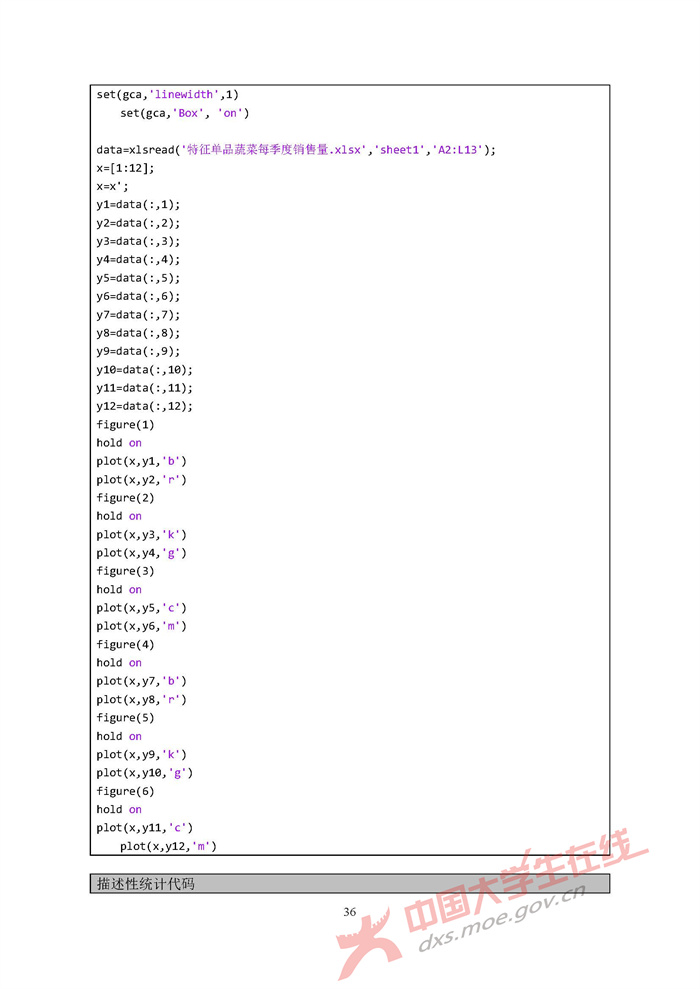 set(gca,'linewidth',1)
set(gca,'Box', 'on')
data=xlsread('特征单品蔬菜每季度销售量.xlsx','sheet1','A2:L13');
x=[1:12];
x=x';
y1=data(:,1);
y2=data(:,2);
y3=data(:,3);
y4=data(:,4);
y5=data(:,5);
y6=data(:,6);
y7=data(:,7);
y8=data(:,8);
y9=data(:,9);
y10=data(:,10);
y11=data(:,11);
y12=data(:,12);
figure(1)
hold on
plot(x,y1,'b')
plot(x,y2,'r')
figure(2)
hold on
plot(x,y3,'k')
plot(x,y4,'g')
figure(3)
hold on
plot(x,y5,'c')
plot(x,y6,'m')
figure(4)
hold on
plot(x,y7,'b')
plot(x,y8,'r')
figure(5)
hold on
plot(x,y9,'k')
plot(x,y10,'g')
figure(6)
hold on
plot(x,y11,'c')
plot(x,y12,'m')
描述性统计代码
36
中国大学生在线
dxs.moe.gov.cn